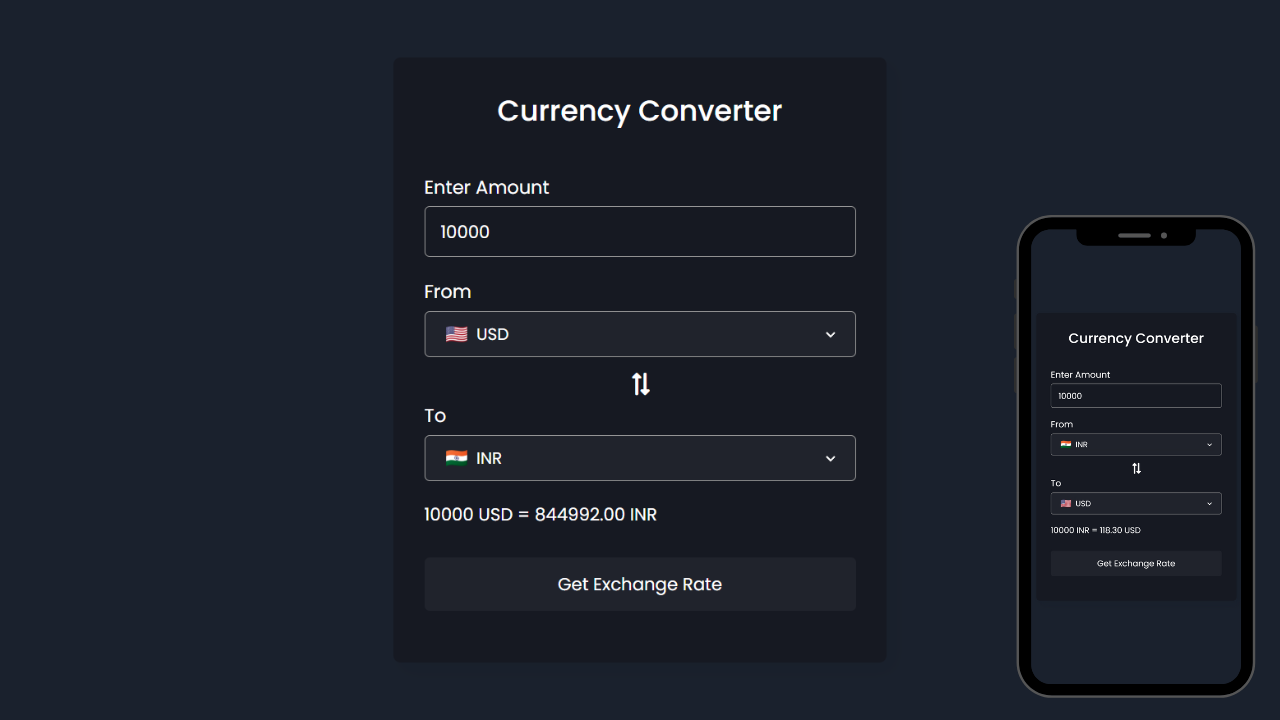 Currency Converter
Enter Amount
10000
From
USD
To
INR
10000 USD = 844992.00 INR
Get Exchange Rate
Currency Converter
Enter Amount
10000
From
INR
To
USD
10000 INR = 118.30 USD
Get Exchange Rate